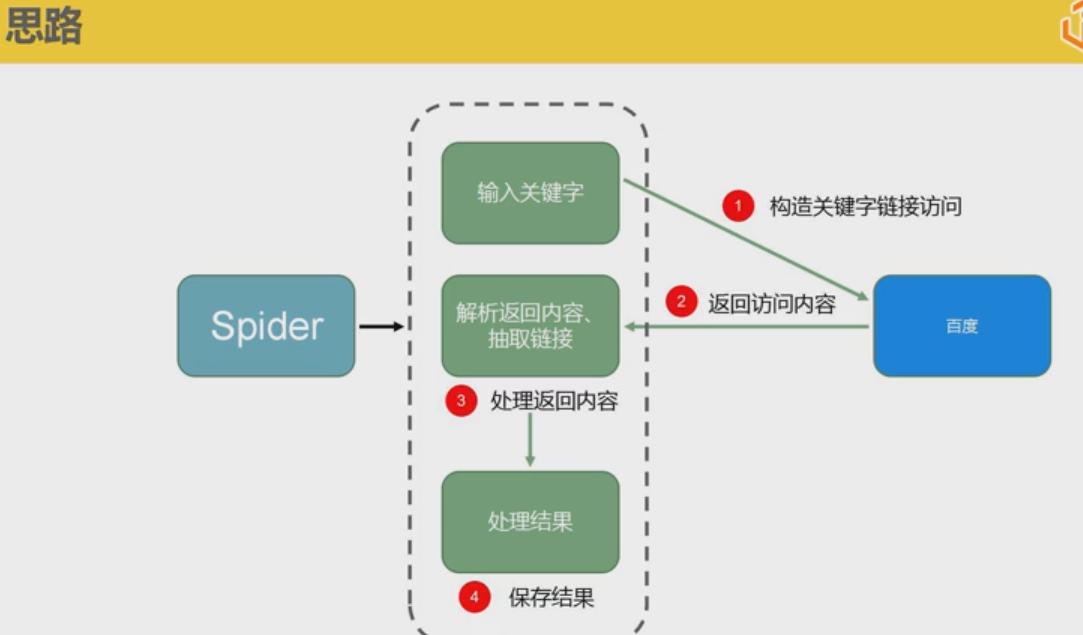 思路
输入关键字
1 构造关键字链接访问
2 返回访问内容
Spider
解析返回内容、
抽取链接
百度
3 处理返回内容
处理结果
4 保存结果